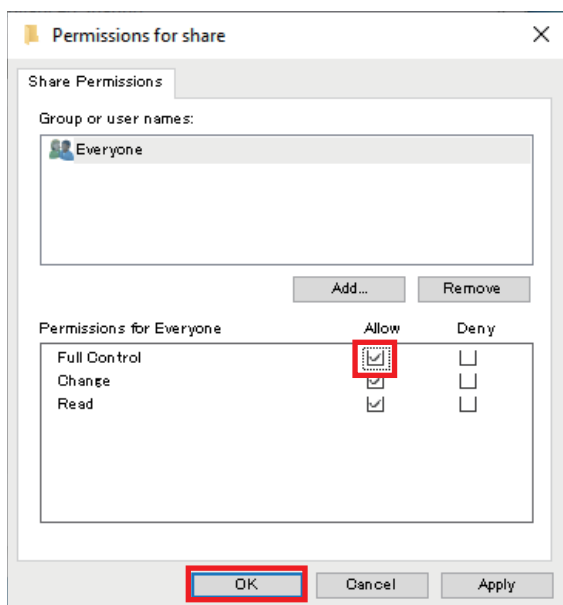 Permissions for share
Share Permissions
Group or user names:
Everyone
Add...
Remove
Permissions for Everyone Allow Deny
Full Control
Change
Read
OK Cancel Apply